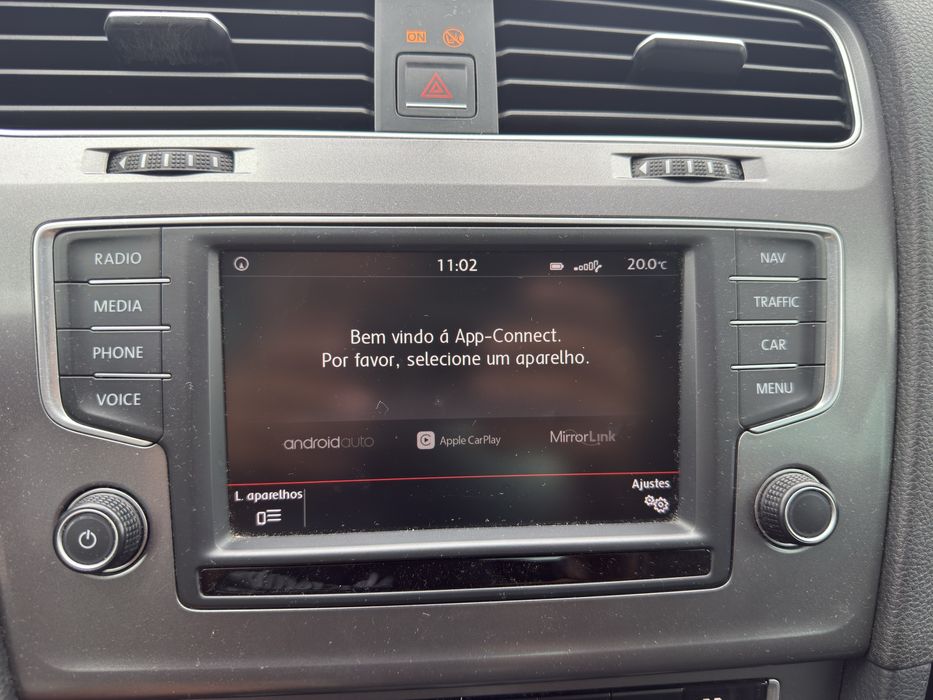 ON
RADIO
MEDIA
PHONE
VOICE
11:02
20.0°C
Bem vindo á App-Connect.
Por favor, selecione um aparelho.
androidauto
Apple CarPlay
MirrorLink
L. aparelhos
Ajustes
NAV
TRAFFIC
CAR
MENU